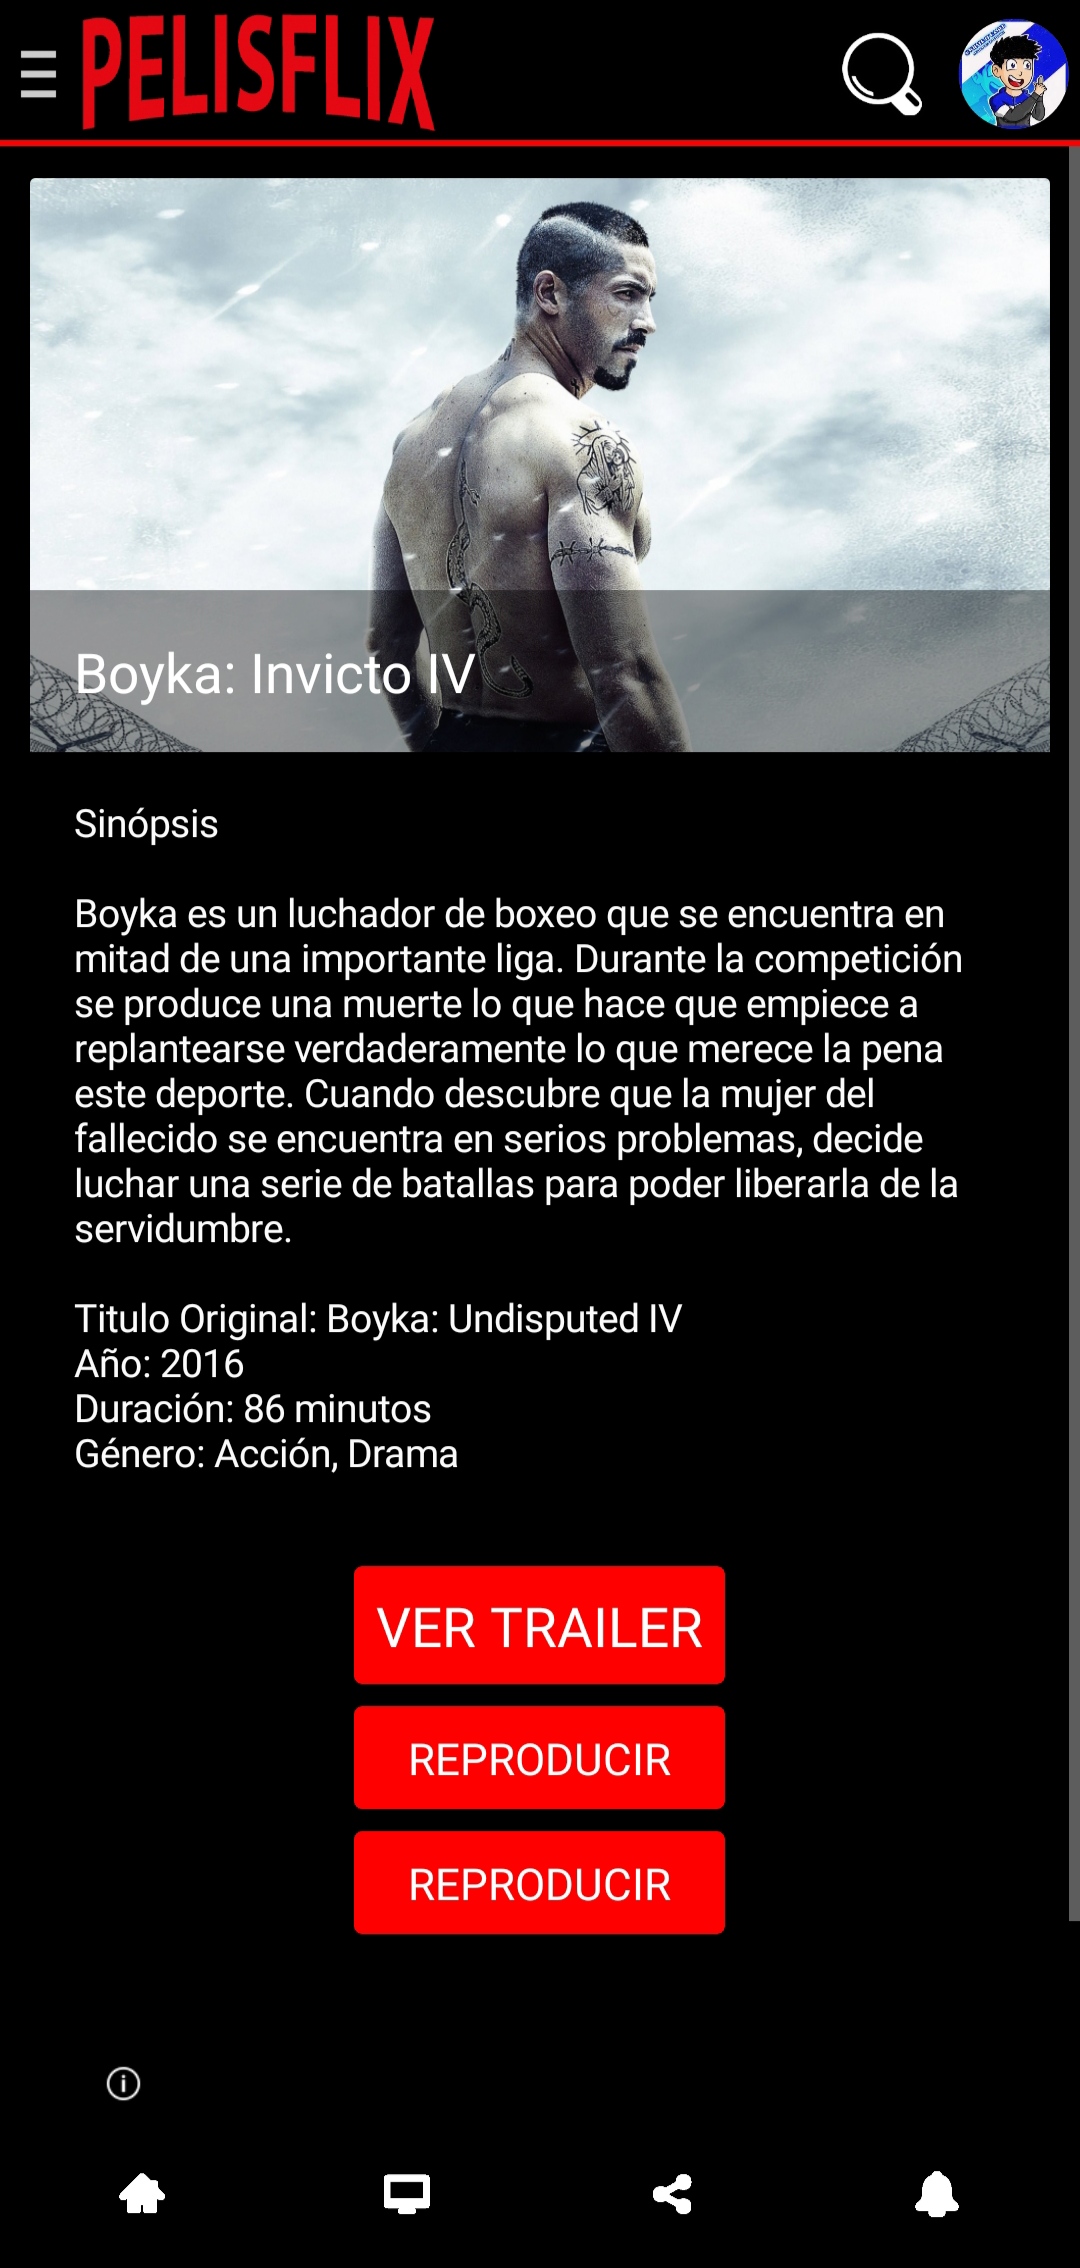 PELISFLIX
Boyka: Invicto IV
Sinópsis
Boyka es un luchador de boxeo que se encuentra en
mitad de una importante liga. Durante la competición
se produce una muerte lo que hace que empiece a
replantearse verdaderamente lo que merece la pena
este deporte. Cuando descubre que la mujer del
fallecido se encuentra en serios problemas, decide
luchar una serie de batallas para poder liberarla de la
servidumbre.
Titulo Original: Boyka: Undisputed IV
Año: 2016
Duración: 86 minutos
Género: Acción, Drama
VER TRAILER
REPRODUCIR
REPRODUCIR